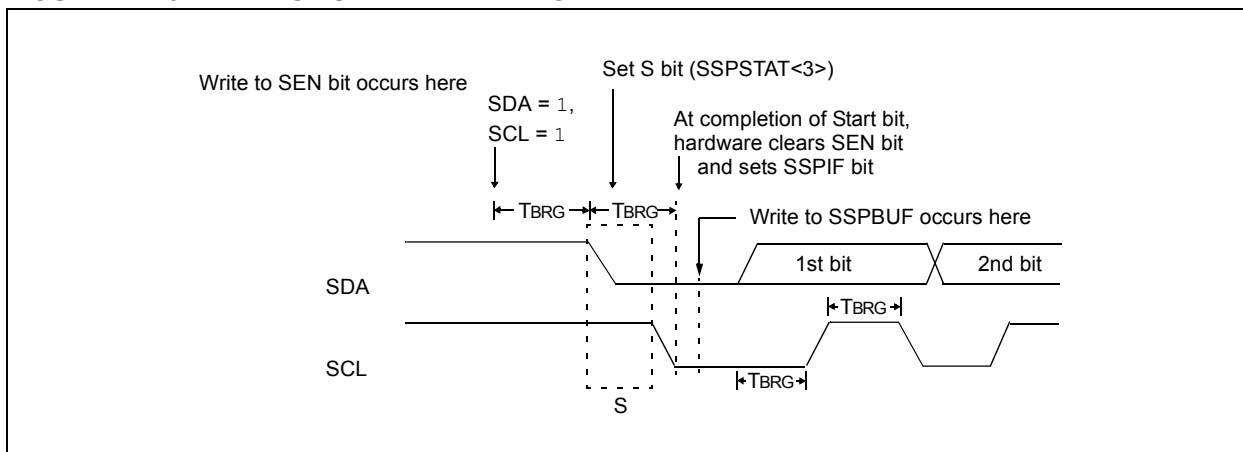 Write to SEN bit occurs here
Set S bit (SSPSTAT<3>)
SDA = 1,
SCL = 1
At completion of Start bit,
hardware clears SEN bit
and sets SSPIF bit
TBRG
TBRG
Write to SSPBUF occurs here
SDA
1st bit
2nd bit
TBRG
SCL
TBRG
S